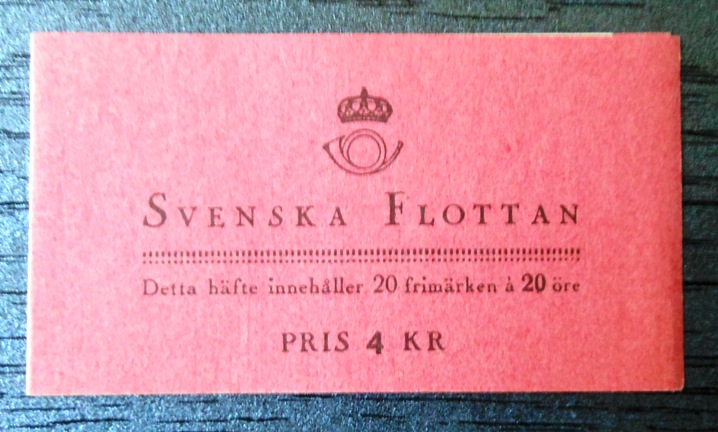 SVENSKA FLOTTAN
Detta häfte innehåller 20 frimärken à 20 öre
PRIS 4 KR